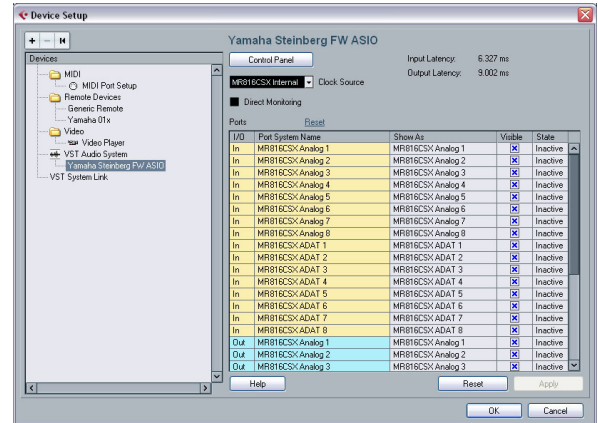 Device Setup
Yamaha Steinberg FW ASIO
Devices
MIDI
MIDI Port Setup
Remote Devices
Generic Remote
Yamaha 01x
Video
Video Player
VST Audio System
Yamaha Steinberg FW ASIO
VST System Link
Control Panel
Input Latency: 6.327 ms
Output Latency: 9.002 ms
MR816CSX Internal Clock Source
Direct Monitoring
Ports Reset
I/O Port System Name Show As Visible State
In MR816CSX Analog 1 MR816CSX Analog 1 Inactive
In MR816CSX Analog 2 MR816CSX Analog 2 Inactive
In MR816CSX Analog 3 MR816CSX Analog 3 Inactive
In MR816CSX Analog 4 MR816CSX Analog 4 Inactive
In MR816CSX Analog 5 MR816CSX Analog 5 Inactive
In MR816CSX Analog 6 MR816CSX Analog 6 Inactive
In MR816CSX Analog 7 MR816CSX Analog 7 Inactive
In MR816CSX Analog 8 MR816CSX Analog 8 Inactive
In MR816CSX ADAT 1 MR816CSX ADAT 1 Inactive
In MR816CSX ADAT 2 MR816CSX ADAT 2 Inactive
In MR816CSX ADAT 3 MR816CSX ADAT 3 Inactive
In MR816CSX ADAT 4 MR816CSX ADAT 4 Inactive
In MR816CSX ADAT 5 MR816CSX ADAT 5 Inactive
In MR816CSX ADAT 6 MR816CSX ADAT 6 Inactive
In MR816CSX ADAT 7 MR816CSX ADAT 7 Inactive
In MR816CSX ADAT 8 MR816CSX ADAT 8 Inactive
Out MR816CSX Analog 1 MR816CSX Analog 1 Inactive
Out MR816CSX Analog 2 MR816CSX Analog 2 Inactive
Out MR816CSX Analog 3 MR816CSX Analog 3 Inactive
Help Reset Apply
OK Cancel